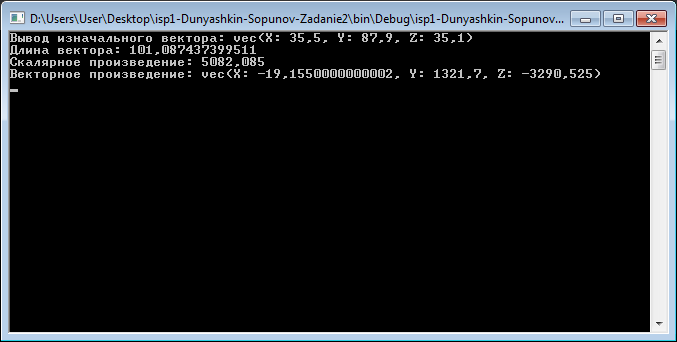 D:\Users\User\Desktop\isp1-Dunyashkin-Sopunov-Zadanie2\bin\Debug\isp1-Dunyashkin-Sopunov...
Вывод изначального вектора: vec(X: 35,5, Y: 87,9, Z: 35,1)
Длина вектора: 101,087437399511
Скалярное произведение: 5082,085
Векторное произведение: vec(X: -19,1550000000002, Y: 1321,7, Z: -3290,525)